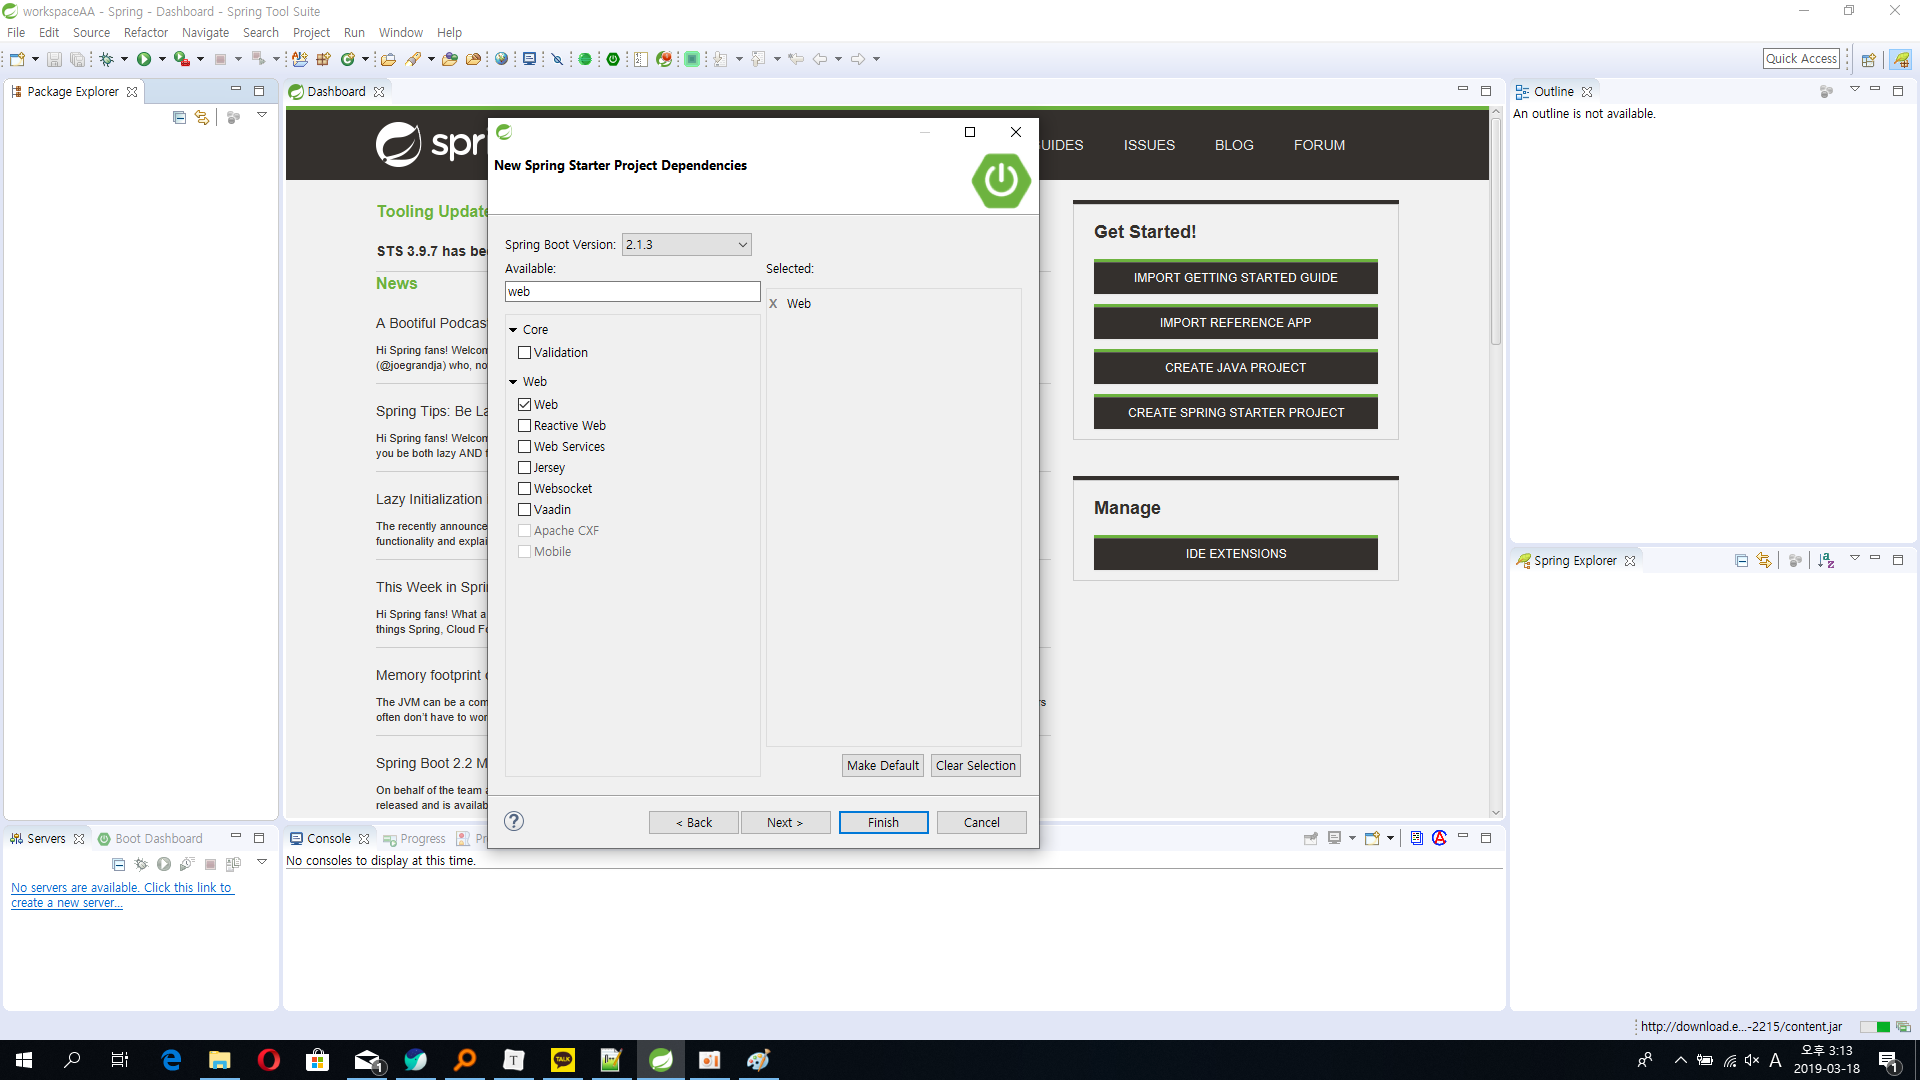 workspaceAA - Spring - Dashboard - Spring Tool Suite
File Edit Source Refactor Navigate Search Project Run Window Help
Quick Access
Package Explorer
Dashboard
spri
GUIDES ISSUES BLOG FORUM
Tooling Update
STS 3.9.7 has be
News
A Bootiful Podcas
Hi Spring fans! Welcom
(@joegrandja) who, no
Spring Tips: Be La
Hi Spring fans! Welcom
you be both lazy AND f
Lazy Initialization
The recently announce
functionality and explai
This Week in Spri
Hi Spring fans! What a
things Spring, Cloud Fo
Memory footprint o
The JVM can be a com
often don't have to wor
Spring Boot 2.2 M
On behalf of the team a
released and is availab
New Spring Starter Project Dependencies
Spring Boot Version: 2.1.3
Available:
web
Core
Validation
Web
Web
Reactive Web
Web Services
Jersey
Websocket
Vaadin
Apache CXF
Mobile
Selected:
X Web
Make Default Clear Selection
? < Back Next > Finish Cancel
Get Started!
IMPORT GETTING STARTED GUIDE
IMPORT REFERENCE APP
CREATE JAVA PROJECT
CREATE SPRING STARTER PROJECT
Manage
IDE EXTENSIONS
Outline
An outline is not available.
Spring Explorer
Servers Boot Dashboard
No servers are available. Click this link to
create a new server...
Console Progress Pr
No consoles to display at this time.
http://download.e...-2215/content.jar
TALK
A
오후 3:13
2019-03-18